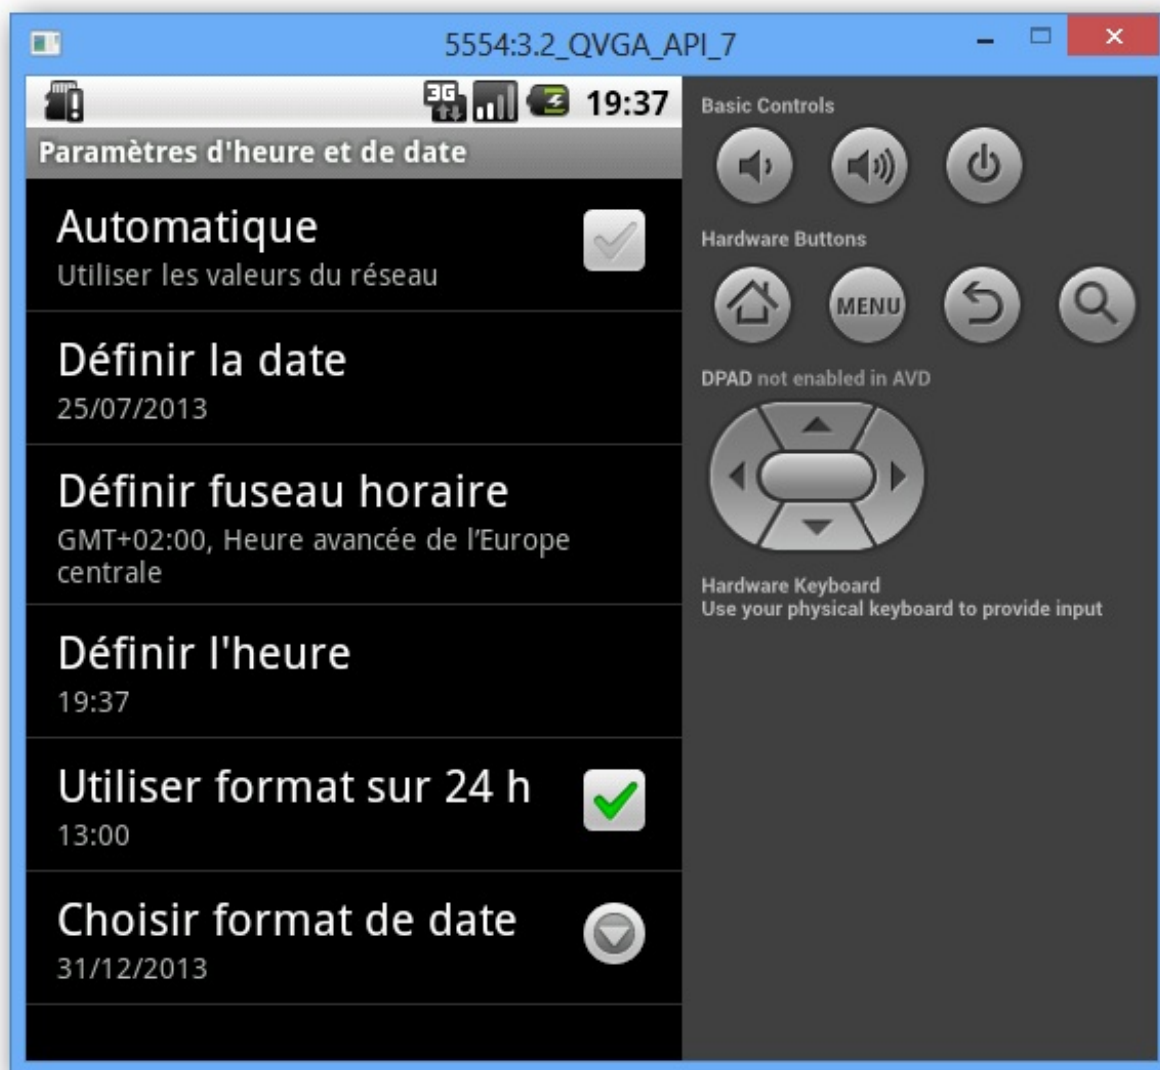 5554:3.2_QVGA_API_7
3G
19:37
Paramètres d'heure et de date
Automatique
Utiliser les valeurs du réseau
Définir la date
25/07/2013
Définir fuseau horaire
GMT+02:00, Heure avancée de l’Europe
centrale
Définir l'heure
19:37
Utiliser format sur 24 h
13:00
Choisir format de date
31/12/2013
Basic Controls
Hardware Buttons
MENU
DPAD not enabled in AVD
Hardware Keyboard
Use your physical keyboard to provide input